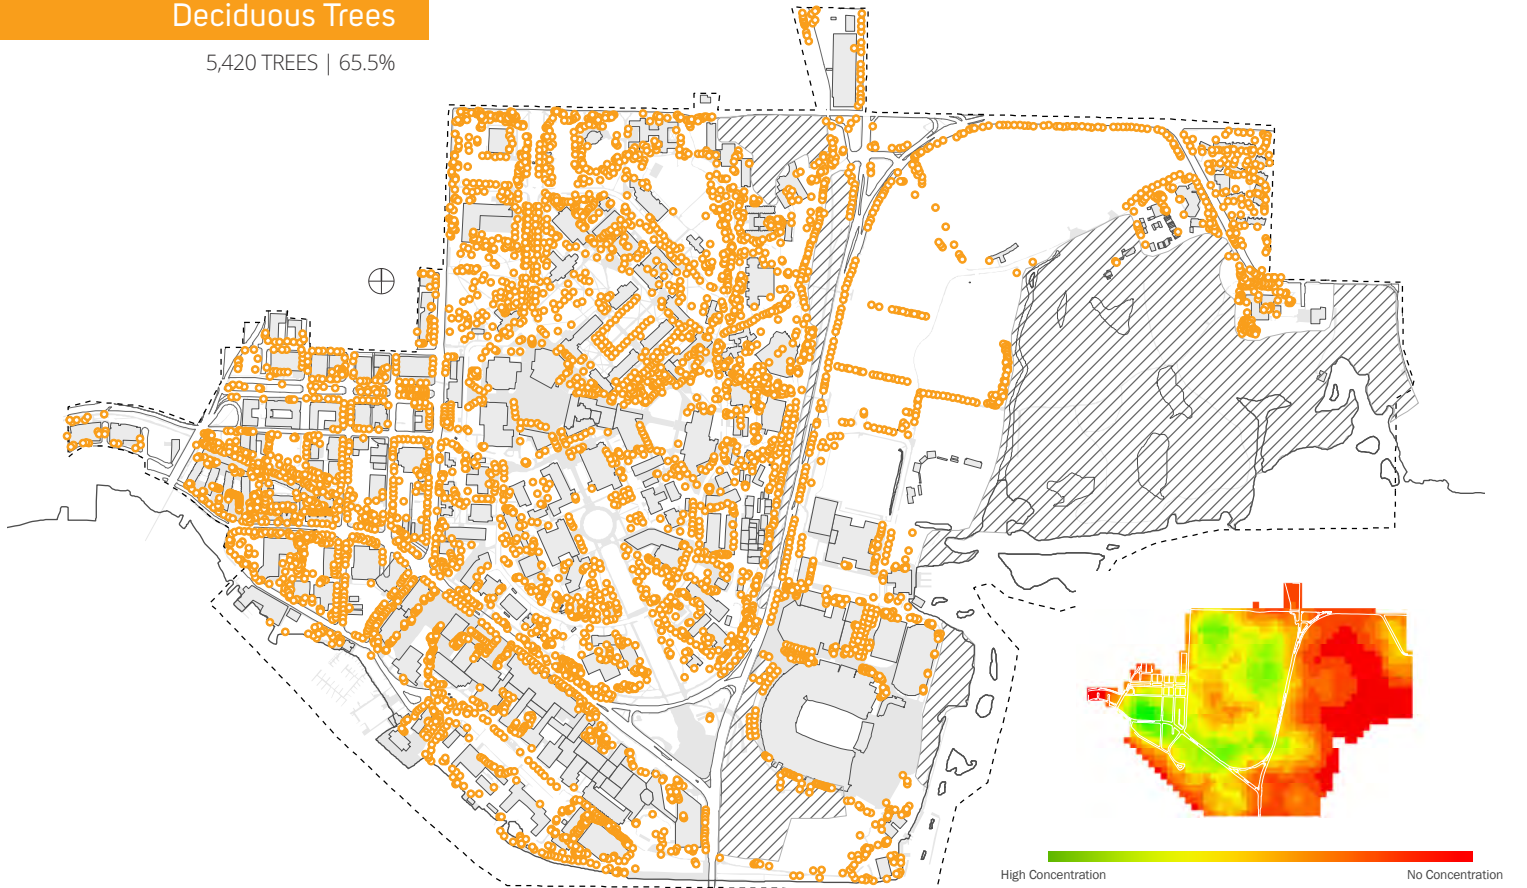 Deciduous Trees
5,420 TREES | 65.5%
High Concentration
No Concentration